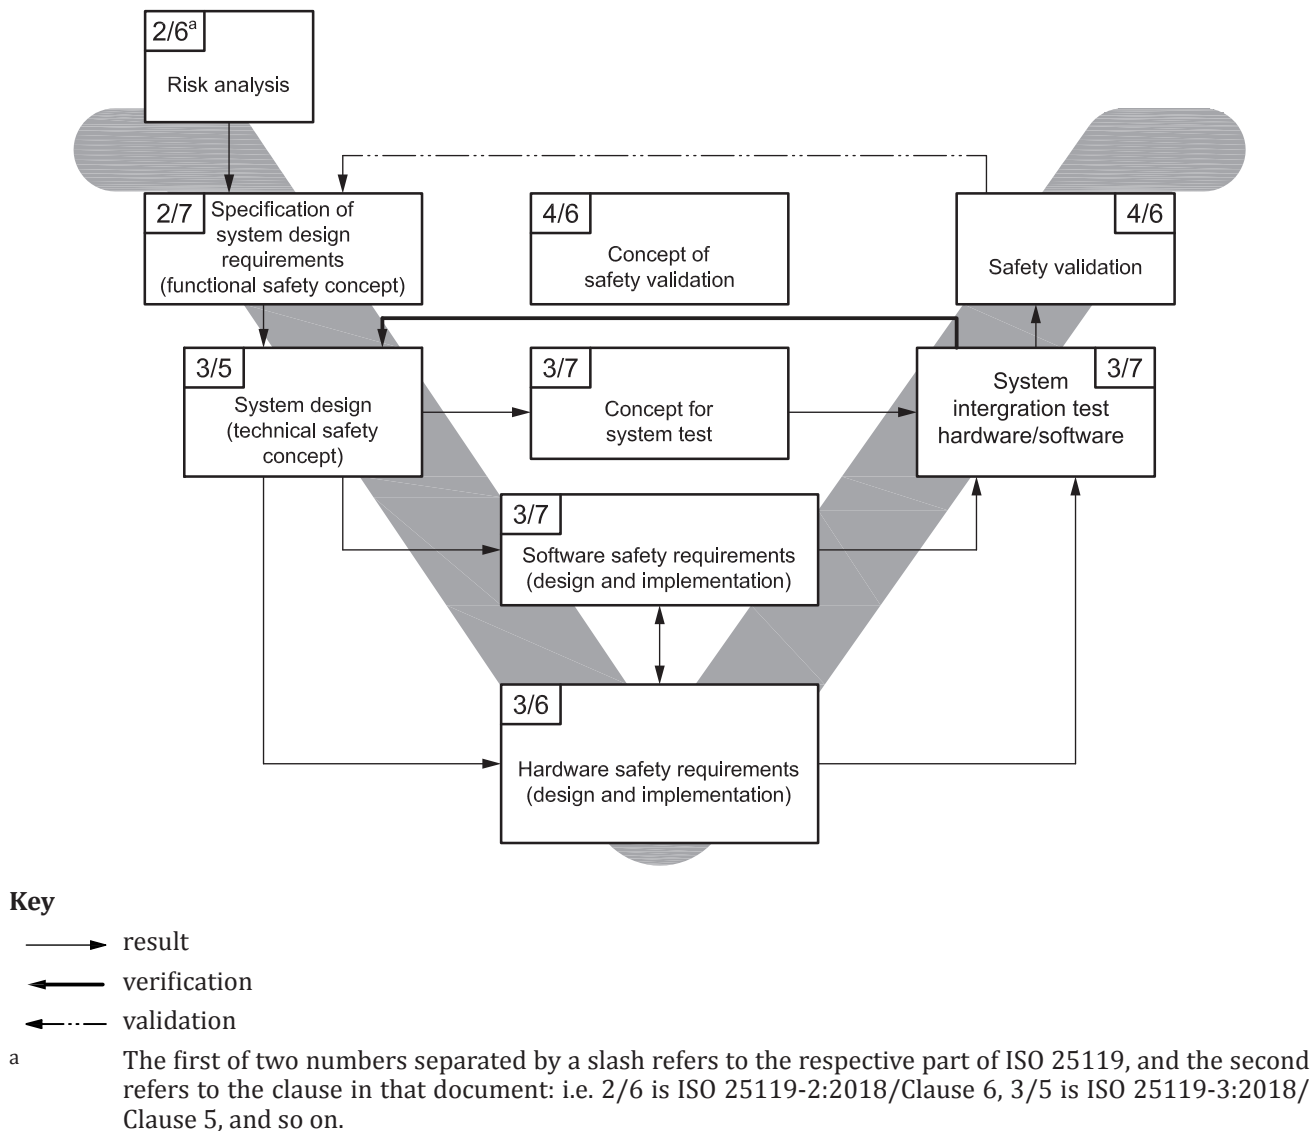 2/6a
Risk analysis
2/7
Specification of
system design
requirements
(functional safety concept)
4/6
Concept of
safety validation
4/6
Safety validation
3/5
System design
(technical safety
concept)
3/7
Concept for
system test
3/7
System
intergration test
hardware/software
3/7
Software safety requirements
(design and implementation)
3/6
Hardware safety requirements
(design and implementation)
Key
result
verification
validation
a The first of two numbers separated by a slash refers to the respective part of ISO 25119, and the second
refers to the clause in that document: i.e. 2/6 is ISO 25119-2:2018/Clause 6, 3/5 is ISO 25119-3:2018/
Clause 5, and so on.